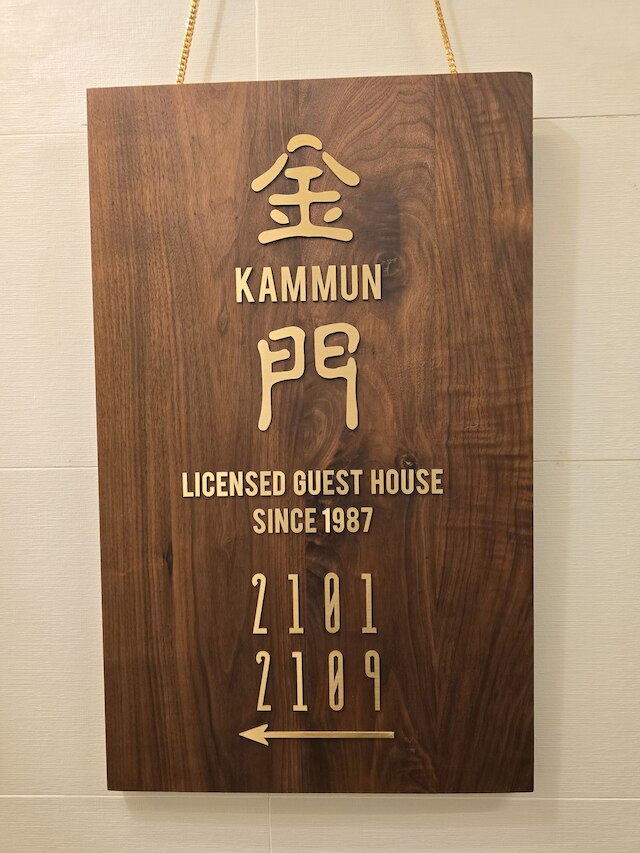 金
KAMMUN
門
LICENSED GUEST HOUSE
SINCE 1987
2101
2109